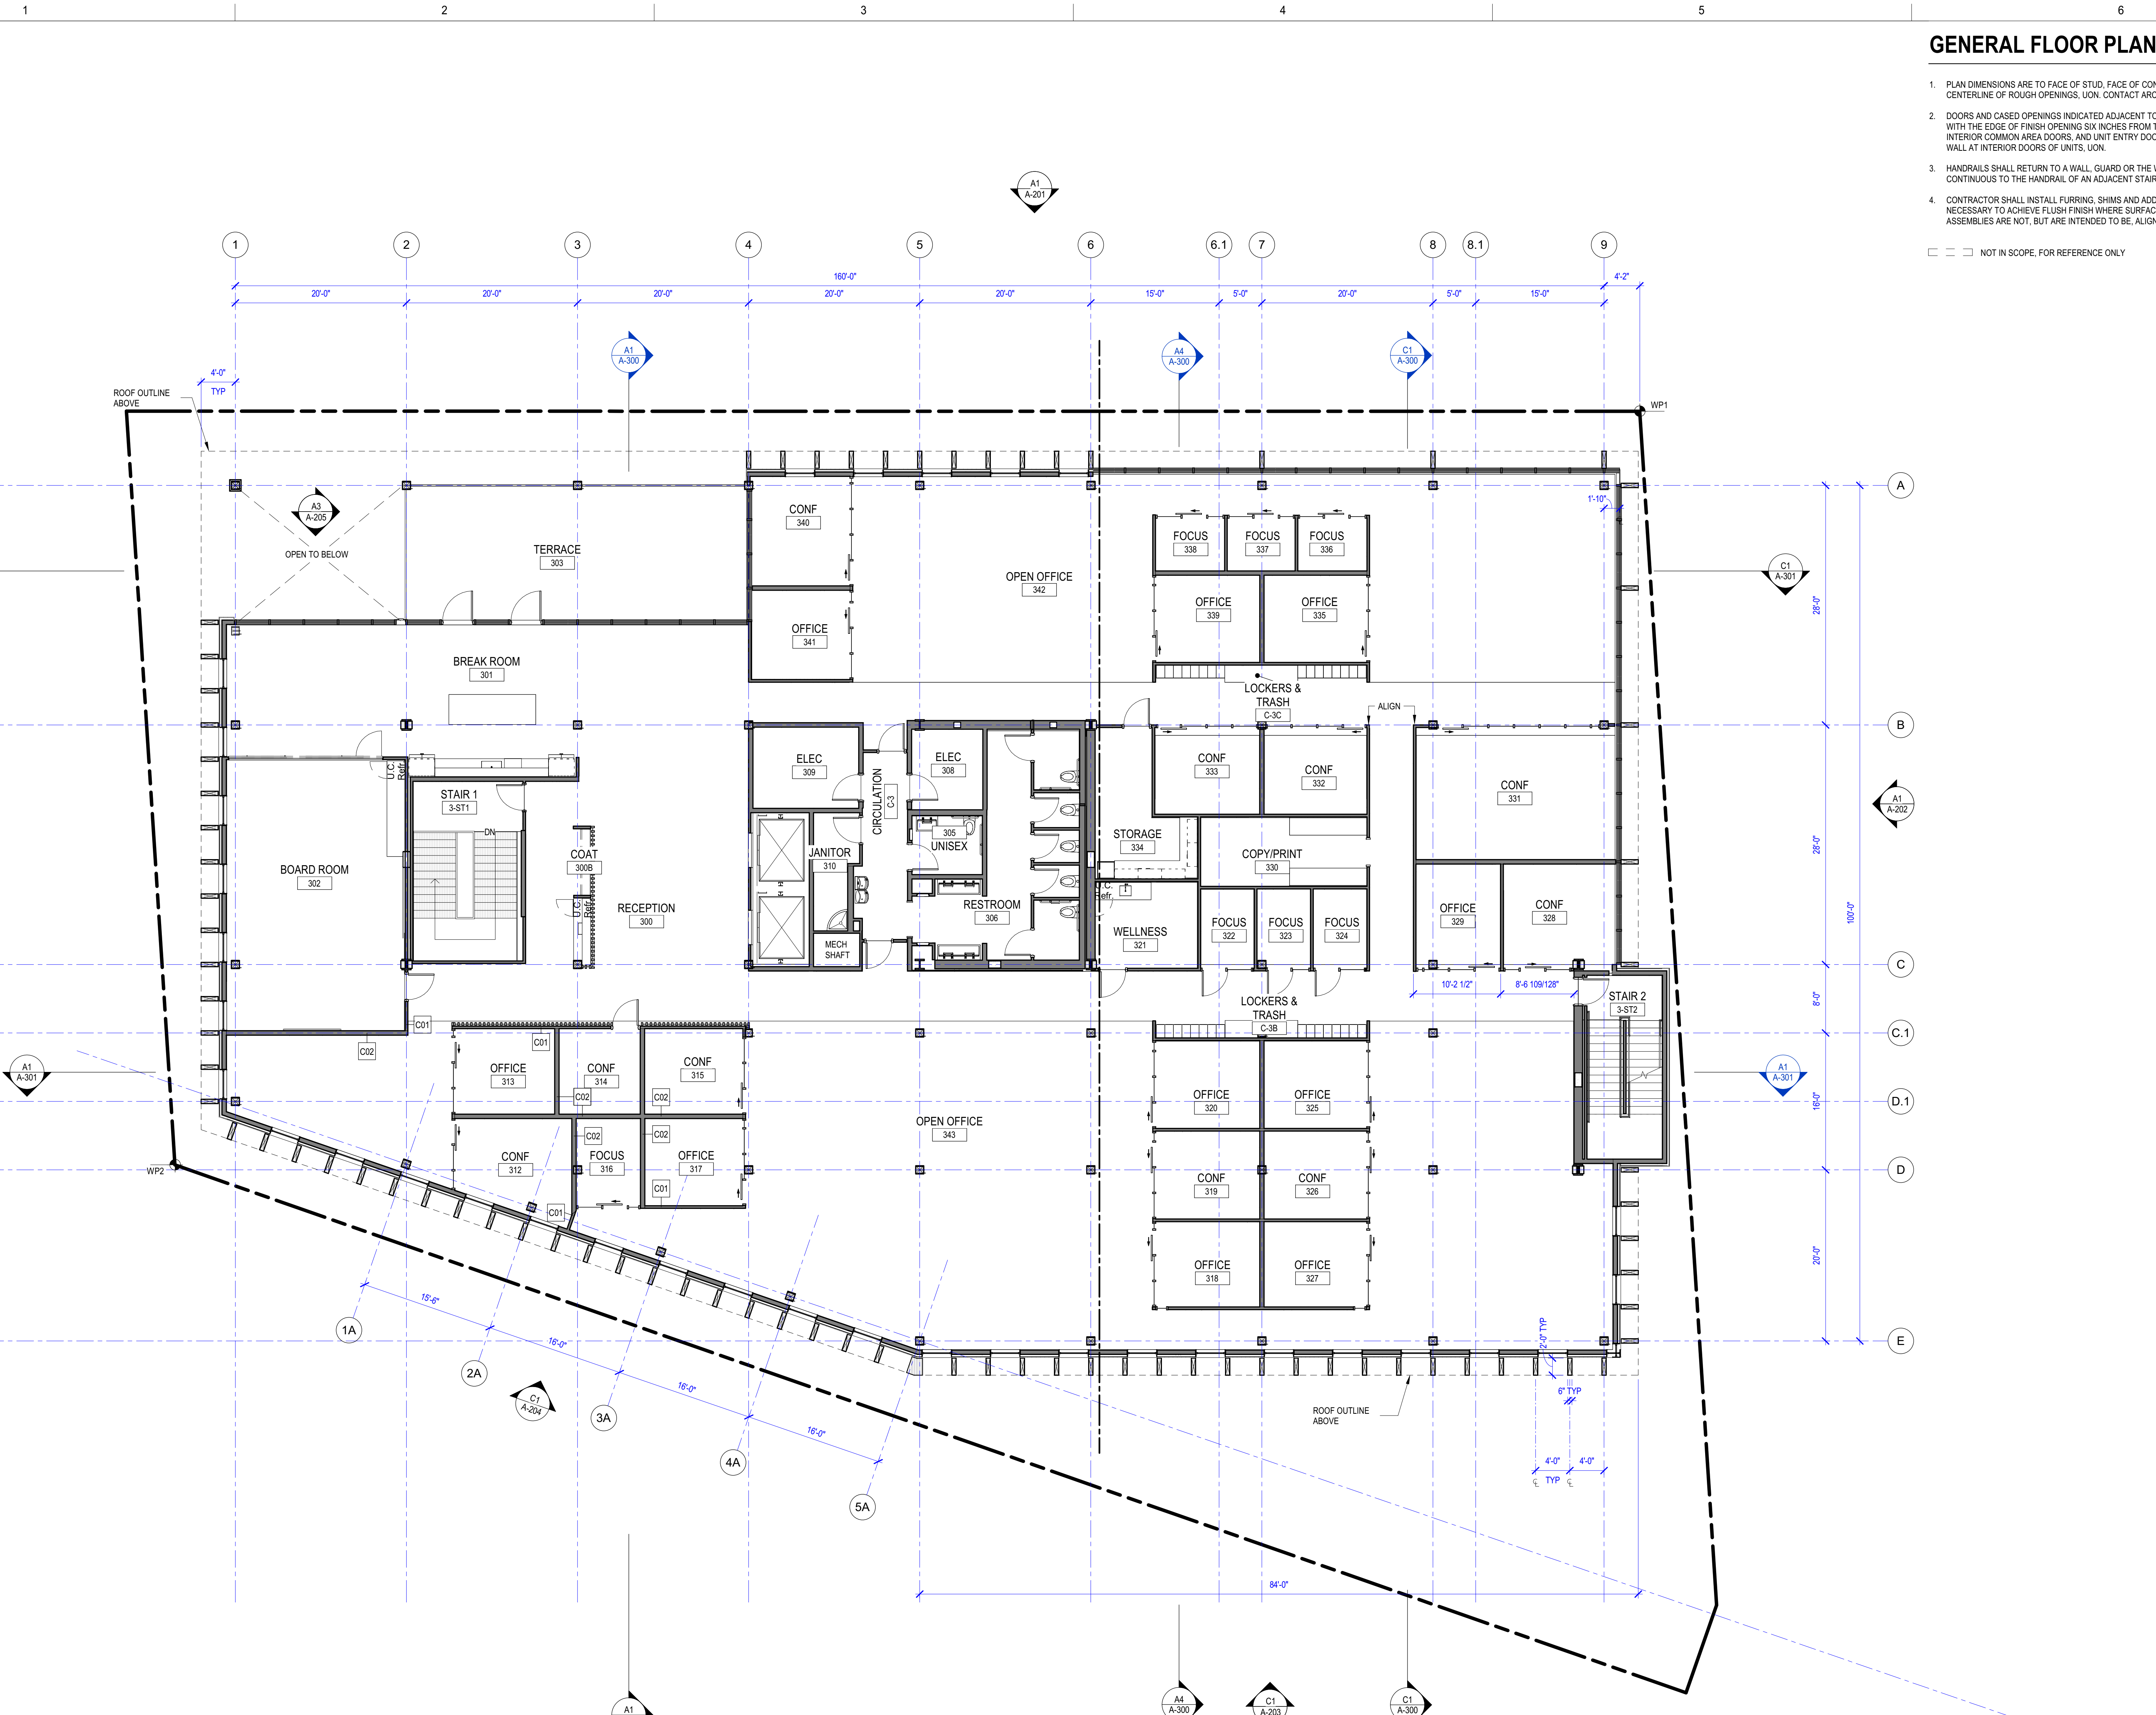 1 2 3 4 5 6
GENERAL FLOOR PLAN
1. PLAN DIMENSIONS ARE TO FACE OF STUD, FACE OF CON
CENTERLINE OF ROUGH OPENINGS, UON. CONTACT ARC
2. DOORS AND CASED OPENINGS INDICATED ADJACENT TO
WITH THE EDGE OF FINISH OPENING SIX INCHES FROM T
INTERIOR COMMON AREA DOORS, AND UNIT ENTRY DOO
WALL AT INTERIOR DOORS OF UNITS, UON.
3. HANDRAILS SHALL RETURN TO A WALL, GUARD OR THE W
CONTINUOUS TO THE HANDRAIL OF AN ADJACENT STAIR
4. CONTRACTOR SHALL INSTALL FURRING, SHIMS AND ADD
NECESSARY TO ACHIEVE FLUSH FINISH WHERE SURFAC
ASSEMBLIES ARE NOT, BUT ARE INTENDED TO BE, ALIGN
NOT IN SCOPE, FOR REFERENCE ONLY
A1
A-201
1 2 3 4 5 6 6.1 7 8 8.1 9
160'-0" 4'-2"
20'-0" 20'-0" 20'-0" 20'-0" 20'-0" 15'-0" 5'-0" 20'-0" 5'-0" 15'-0"
A1
A-300
A4
A-300
C1
A-300
4'-0"
TYP
ROOF OUTLINE
ABOVE
WP1
A
1'-10"
A3
A-205
OPEN TO BELOW
TERRACE
303
CONF
340
OPEN OFFICE
342
FOCUS
338
FOCUS
337
FOCUS
336
C1
A-301
OFFICE
341
OFFICE
339
OFFICE
335
28'-0"
BREAK ROOM
301
LOCKERS &
TRASH
C-3C
ALIGN
B
U.C.
Refr.
STAIR 1
3-ST1
DN
ELEC
309
CIRCULATION
C-3
ELEC
308
CONF
333
CONF
332
CONF
331
A1
A-202
BOARD ROOM
302
COAT
300B
U.C.
Refr.
RECEPTION
300
JANITOR
310
305
UNISEX
STORAGE
334
COPY/PRINT
330
28'-0"
100'-0"
MECH
SHAFT
RESTROOM
306
U.C.
Refr.
WELLNESS
321
FOCUS
322
FOCUS
323
FOCUS
324
OFFICE
329
CONF
328
C
10'-2 1/2" 8'-6 109/128"
STAIR 2
3-ST2
8'-0"
LOCKERS &
TRASH
C-3B
C.1
C01
C02
C01
A1
A-301
OFFICE
313
CONF
314
CONF
315
C02
C02
A1
A-301
OFFICE
320
OFFICE
325
16'-0"
D.1
OPEN OFFICE
343
C02
C02
CONF
312
FOCUS
316
OFFICE
317
C01
C01
WP2
D
CONF
319
CONF
326
20'-0"
OFFICE
318
OFFICE
327
E
2'-0" TYP
6" TYP
15'-6"
16'-0"
16'-0"
16'-0"
1A
2A
3A
4A
5A
C1
A-204
ROOF OUTLINE
ABOVE
4'-0" 4'-0"
TYP
84'-0"
A1
A4
A-300
C1
A-203
C1
A-300